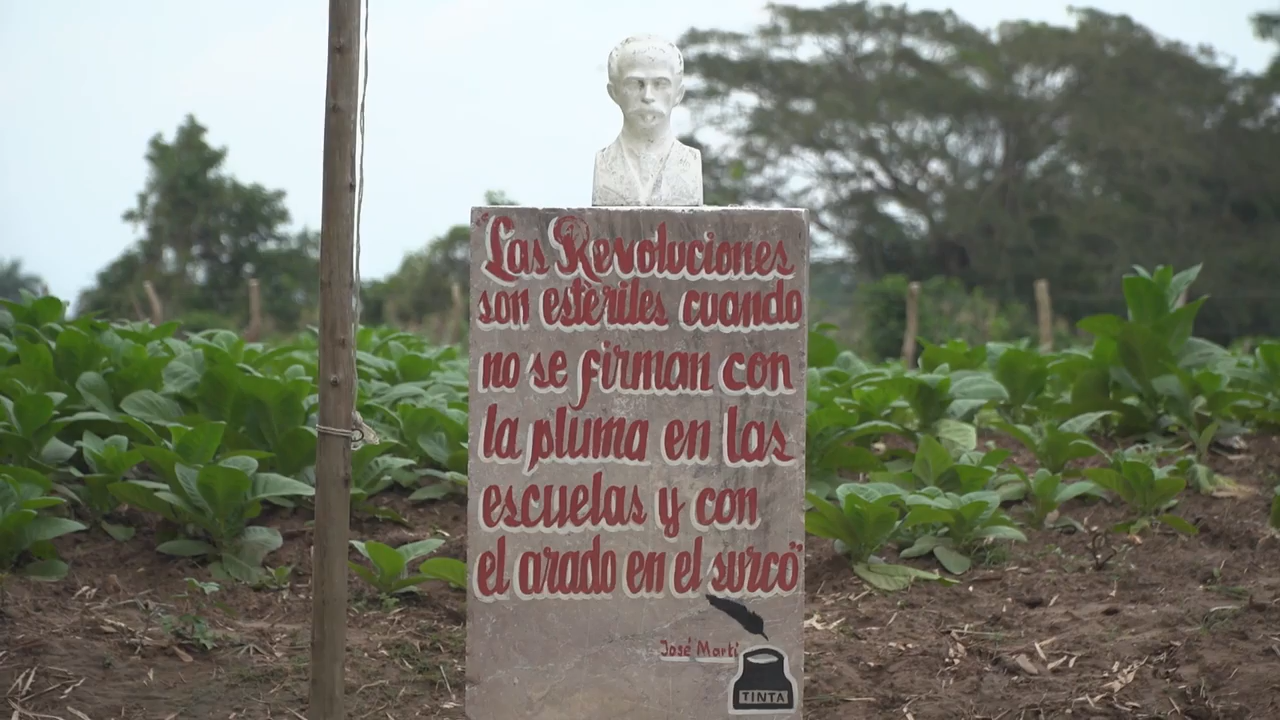 "Las Revoluciones
son estériles cuando
no se firman con
la pluma en las
escuelas y con
el arado en el surco"
José Martí
TINTA